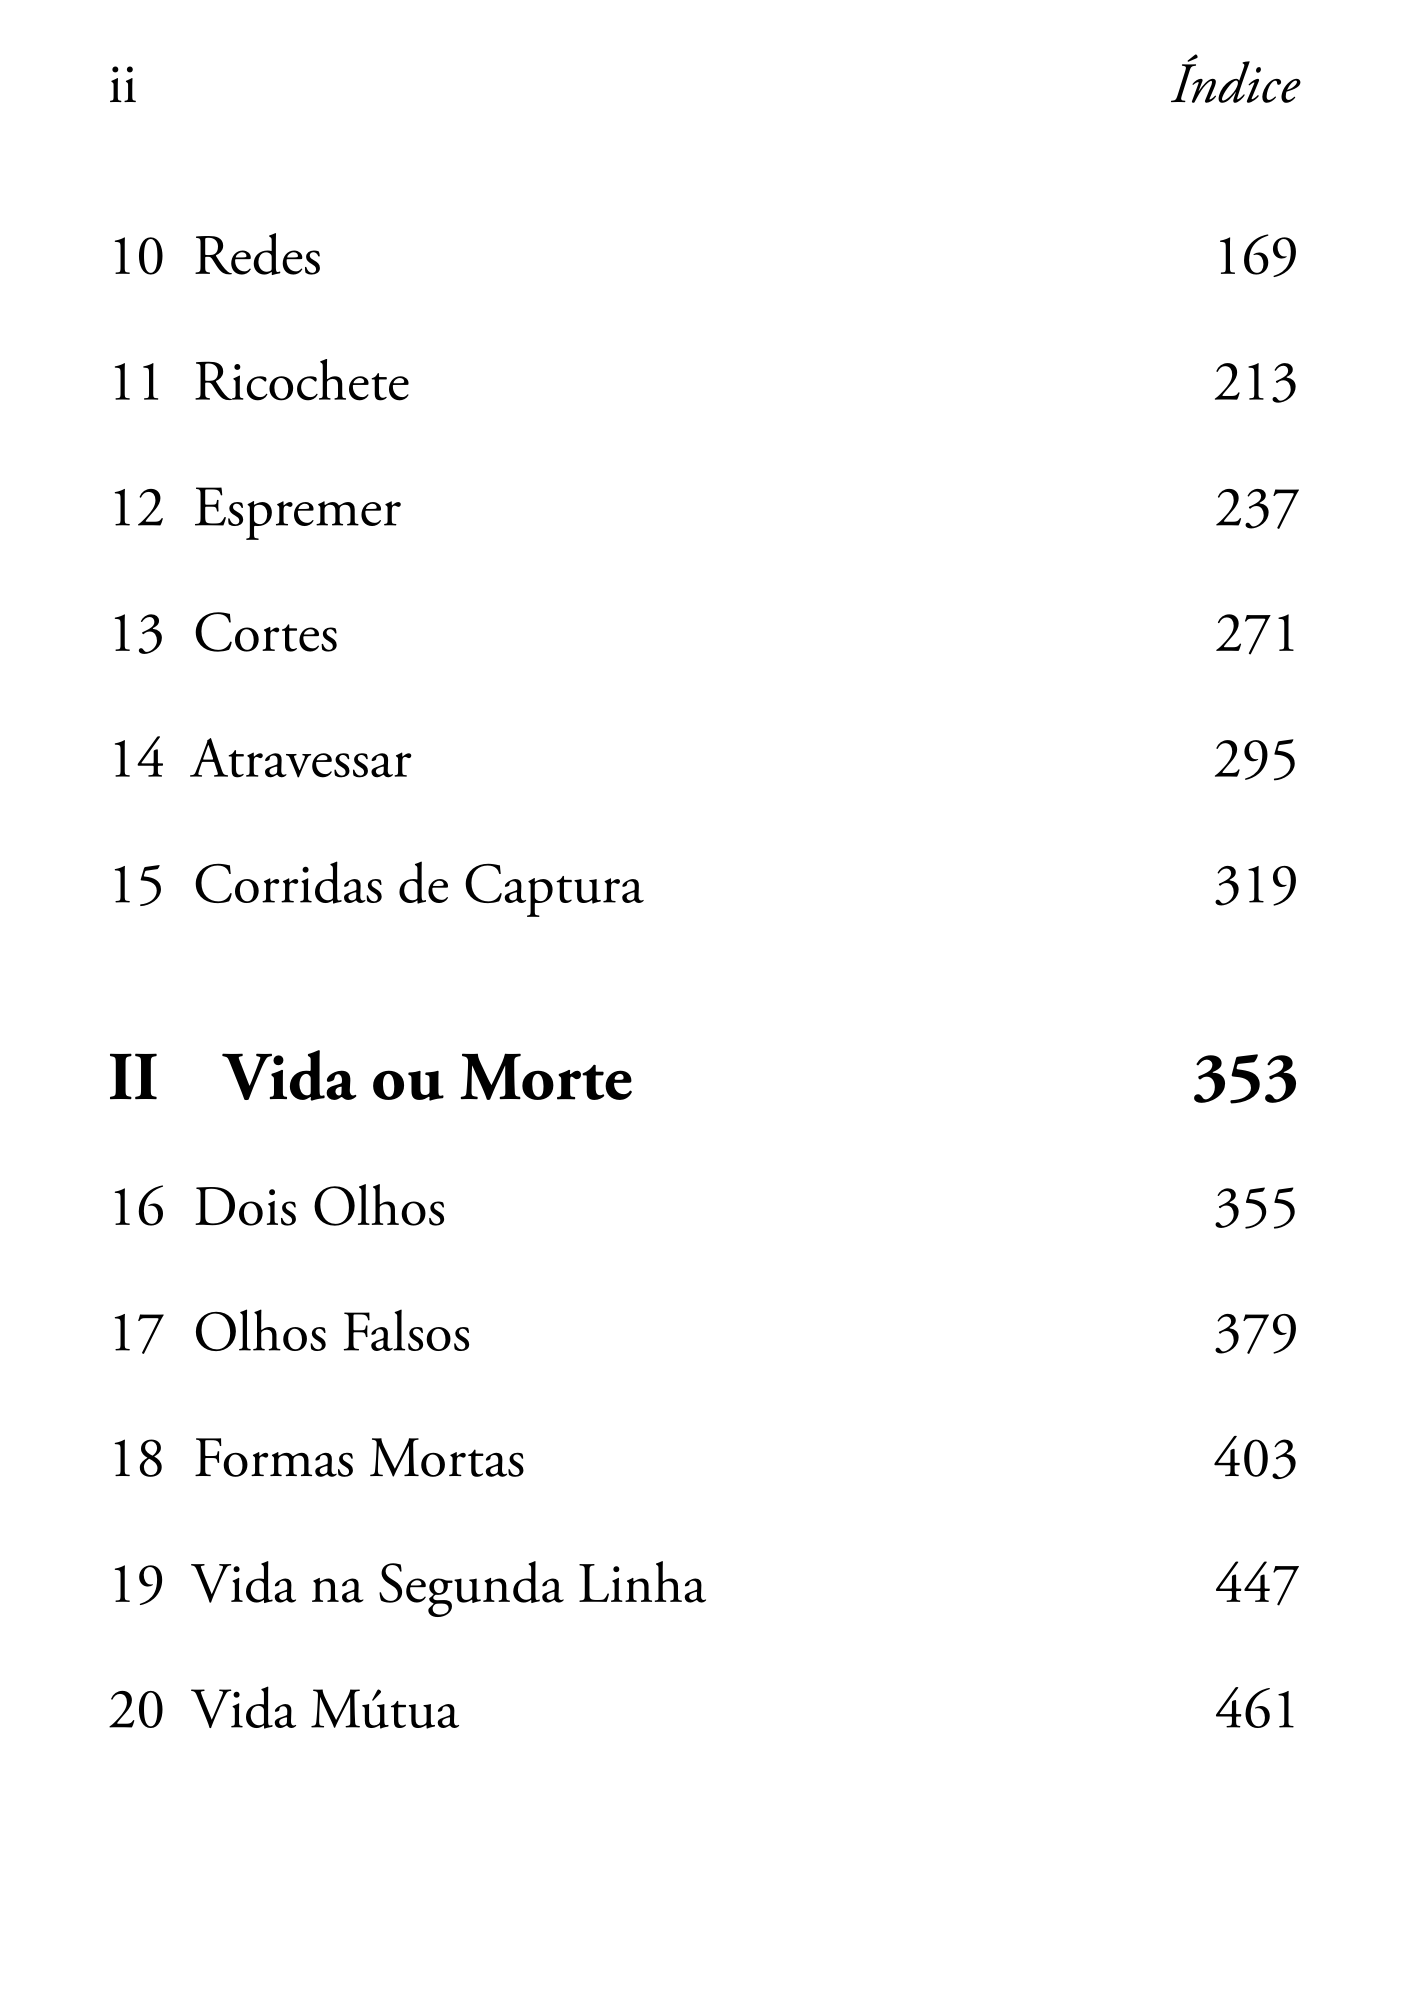 ii Índice
10 Redes 169
11 Ricochete 213
12 Espremer 237
13 Cortes 271
14 Atravessar 295
15 Corridas de Captura 319
II Vida ou Morte 353
16 Dois Olhos 355
17 Olhos Falsos 379
18 Formas Mortas 403
19 Vida na Segunda Linha 447
20 Vida Mútua 461